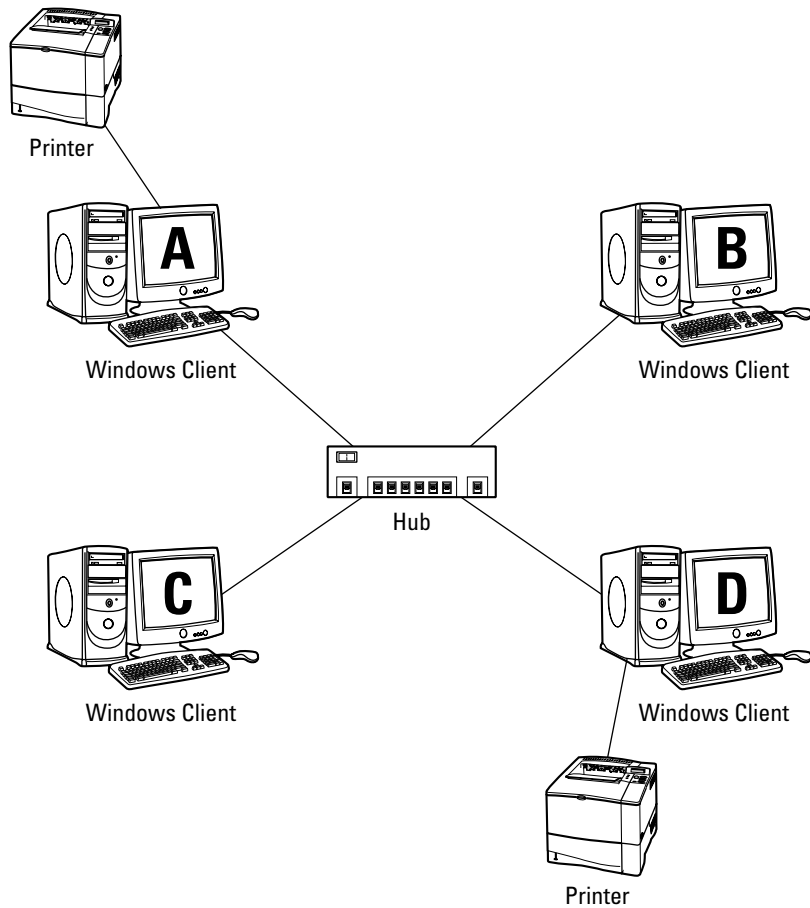 Printer
A
B
Windows Client
Windows Client
Hub
C
D
Windows Client
Windows Client
Printer